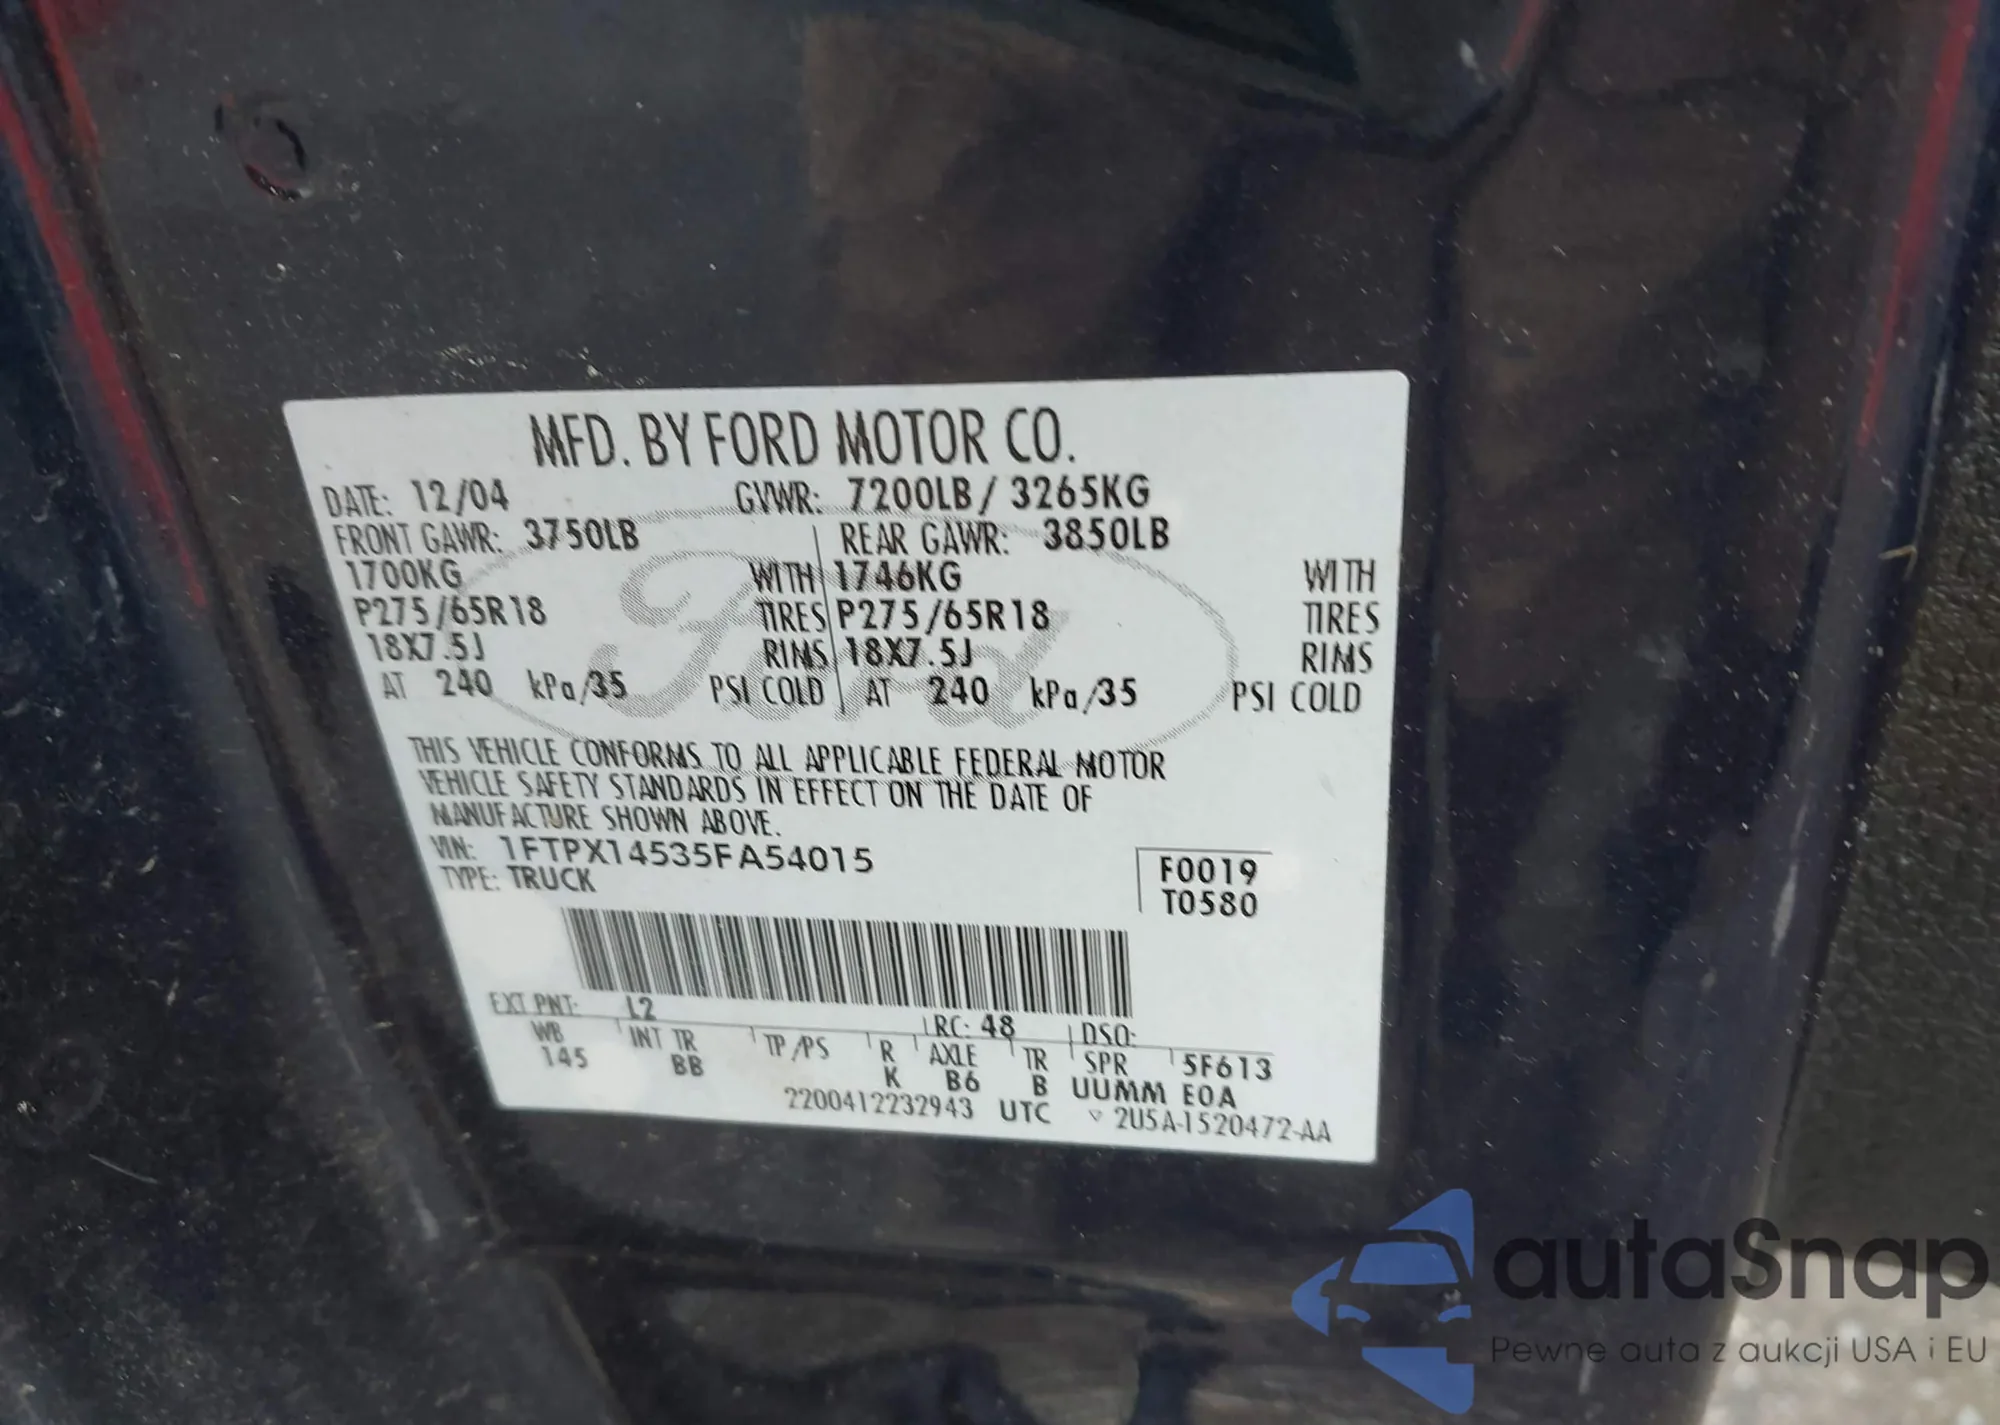 MFD. BY FORD MOTOR CO.
DATE: 12/04 GVWR: 7200LB / 3265KG
FRONT GAWR: 3750LB REAR GAWR: 3850LB
1700KG WITH 1746KG WITH
P275/65R18 TIRES P275/65R18 TIRES
18X7.5J RIMS 18X7.5J RIMS
AT 240 kPa/35 PSI COLD AT 240 kPa/35 PSI COLD
Ford
THIS VEHICLE CONFORMS TO ALL APPLICABLE FEDERAL MOTOR
VEHICLE SAFETY STANDARDS IN EFFECT ON THE DATE OF
MANUFACTURE SHOWN ABOVE.
VIN: 1FTPX14535FA54015
TYPE: TRUCK
F0019
T0580
EXT PNT: L2 RC: 48 DSO:
WB INT TR TP/PS R AXLE TR SPR 5F613
145 BB K B6 B UUMM E0A
2200412232943 UTC ▽ 2U5A-1520472-AA
autaSnap
Pewne auta z aukcji USA i EU